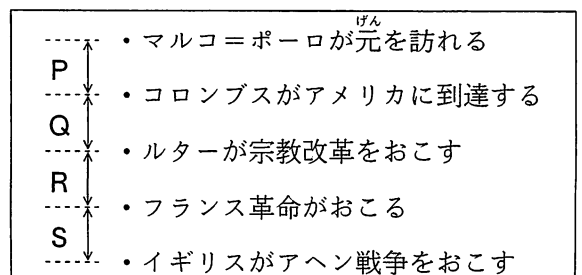 ・マルコ＝ポーロが元を訪れる
げん
P
・コロンブスがアメリカに到達する
Q
・ルターが宗教改革をおこす
R
・フランス革命がおこる
S
・イギリスがアヘン戦争をおこす